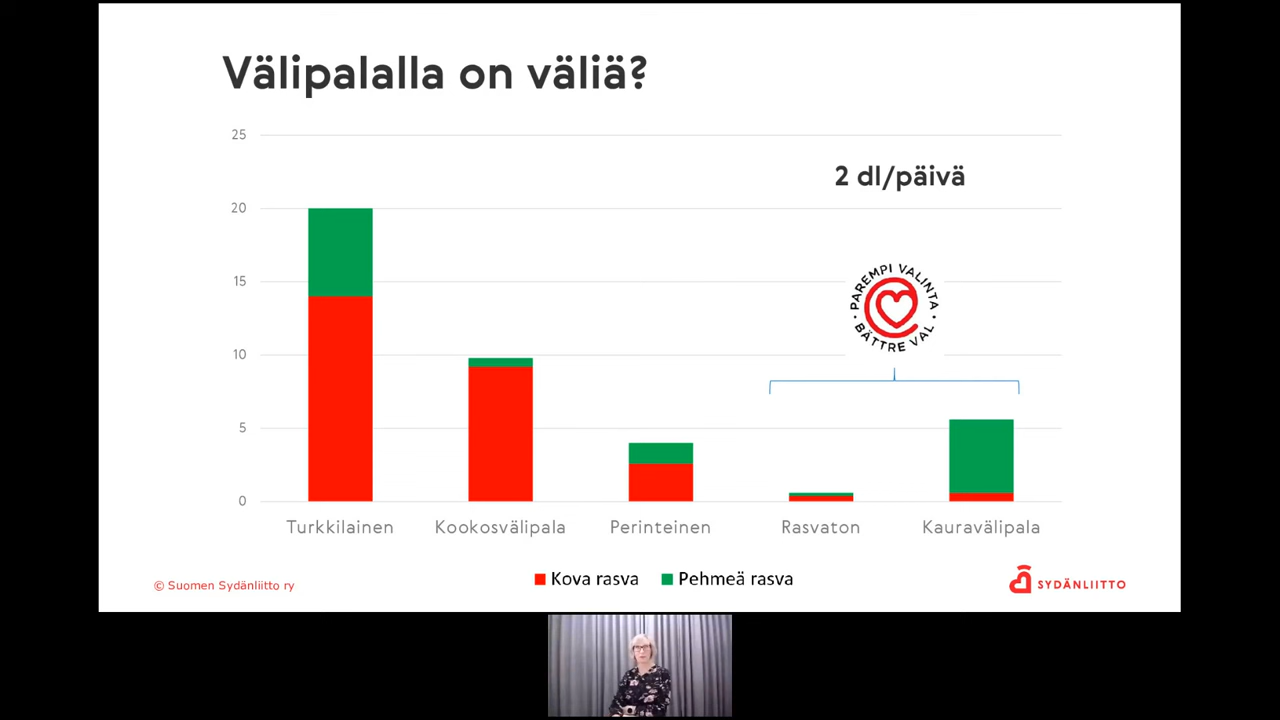 Välipalalla on väliä?
25
2 dl/päivä
20
15
PAREMPI VALINTA
BÄTTRE VAL
10
5
0
Turkkilainen Kookosvälipala Perinteinen Rasvaton Kauravälipala
Kova rasva Pehmeä rasva
© Suomen Sydänliitto ry
SYDÄNLIITTO